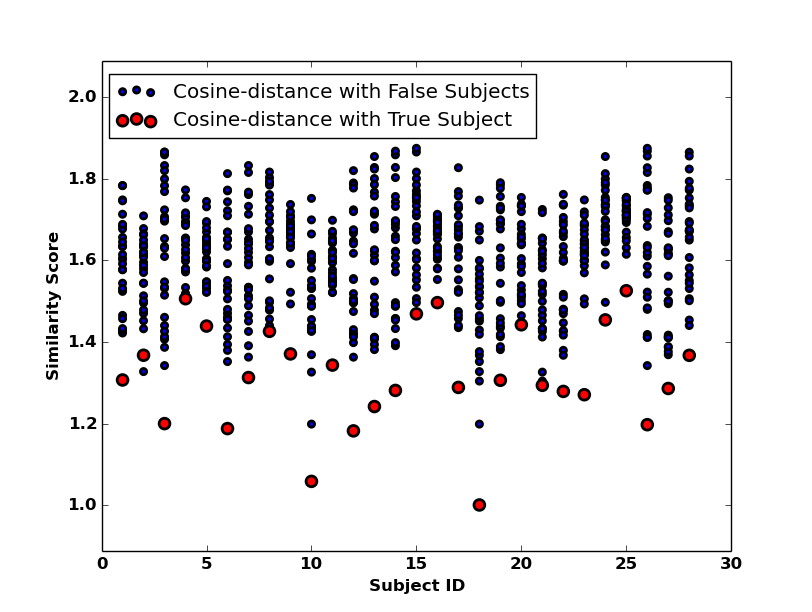 Cosine-distance with False Subjects
Cosine-distance with True Subject
2.0
1.8
1.6
1.4
1.2
1.0
Similarity Score
0 5 10 15 20 25 30
Subject ID